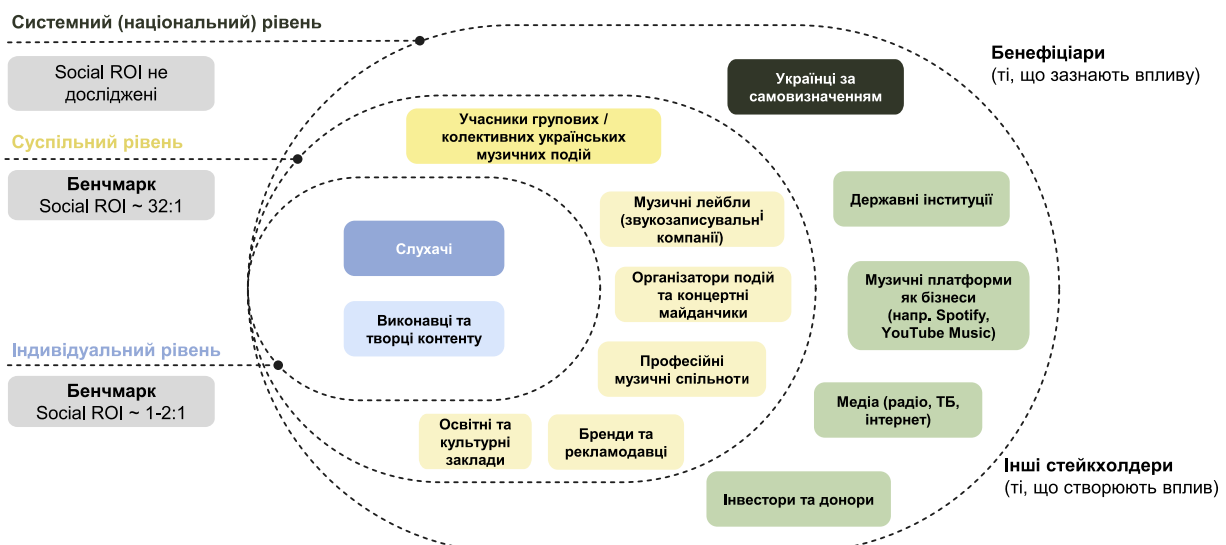 Системний (національний) рівень
Social ROI не
досліджені
Суспільний рівень
Бенчмарк
Social ROI ~ 32:1
Індивідуальний рівень
Бенчмарк
Social ROI ~ 1-2:1
Бенефіціари
(ті, що зазнають впливу)
Українці за
самовизначенням
Учасники групових /
колективних українських
музичних подій
Музичні лейбли
(звукозаписувальні
компанії)
Державні інституції
Слухачі
Організатори подій
та концертні
майданчики
Музичні платформи
як бізнеси
(напр. Spotify,
YouTube Music)
Виконавці та
творці контенту
Професійні
музичні спільноти
Медіа (радіо, ТБ,
інтернет)
Освітні та
культурні
заклади
Бренди та
рекламодавці
Інші стейкхолдери
(ті, що створюють вплив)
Інвестори та донори